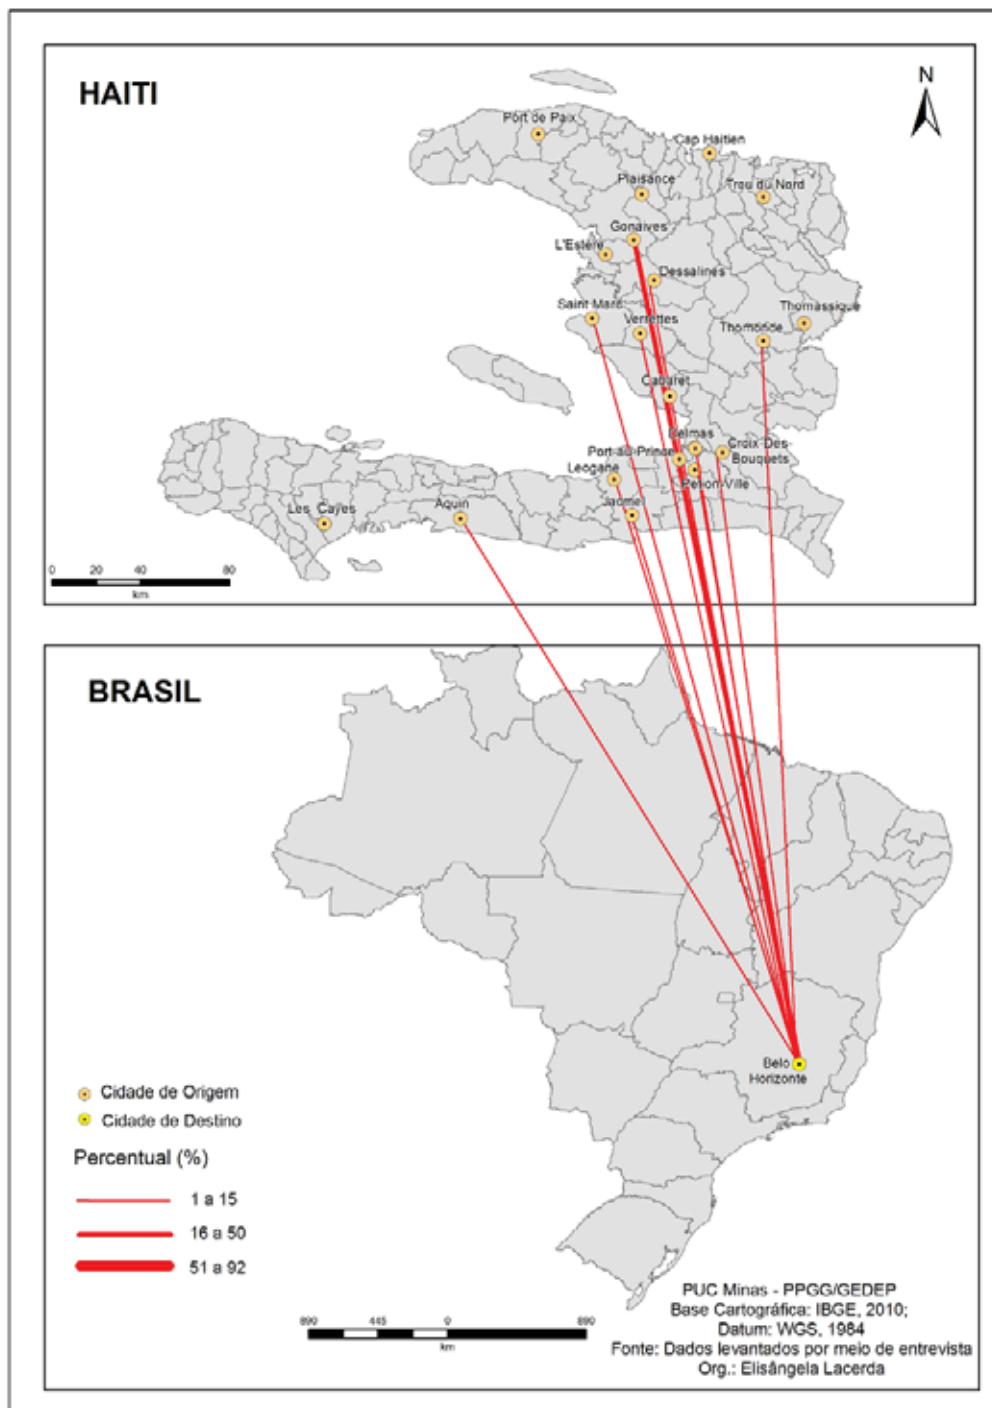 HAITI
N
Port de Paix
Cap Haitien
Plaisance
Trou du Nord
Gonaives
L'Estère
Dessalines
Saint Marc
Verrettes
Thomassique
Thomonde
Cabaret
Delmas
Port-au-Prince
Croix-Des-
Bouquets
Leogane
Petion-Ville
Jacmel
Les Cayes
Aquin
0 20 40 80
km
BRASIL
Belo
Horizonte
Cidade de Origem
Cidade de Destino
Percentual (%)
1 a 15
16 a 50
51 a 92
890 445 0 890
km
PUC Minas - PPGG/GEDEP
Base Cartográfica: IBGE, 2010;
Datum: WGS, 1984
Fonte: Dados levantados por meio de entrevista
Org.: Elisângela Lacerda